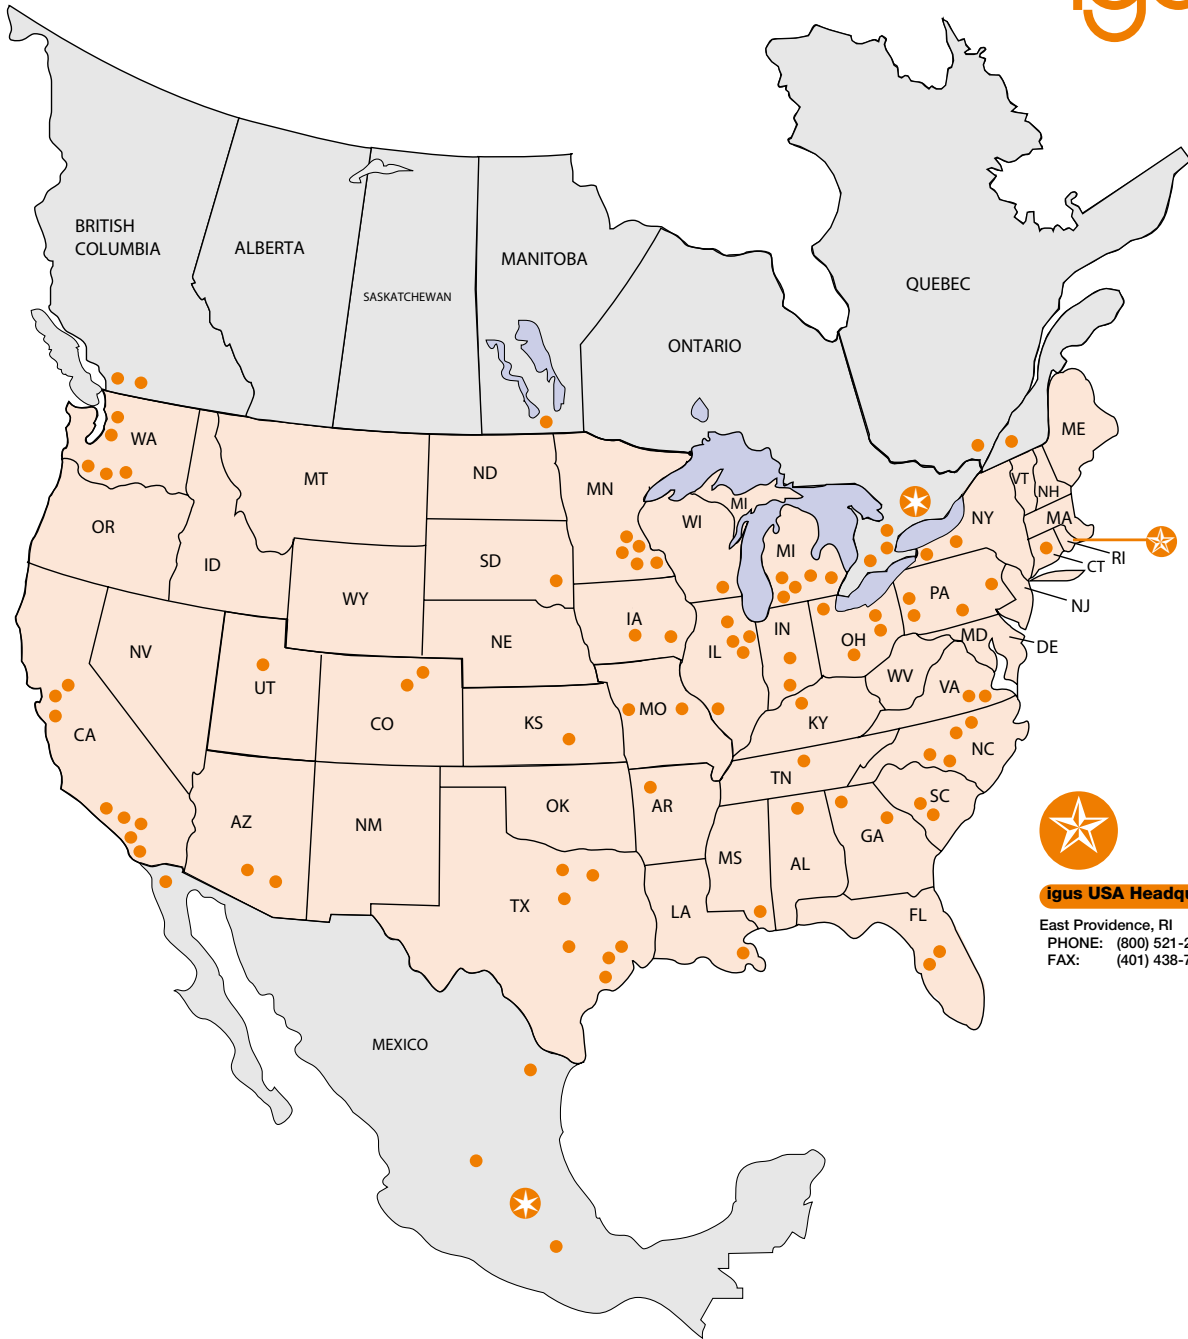 BRITISH
COLUMBIA
ALBERTA
SASKATCHEWAN
MANITOBA
ONTARIO
QUEBEC
WA
MT
ND
MN
OR
ID
SD
WI
MI
MI
NY
VT
NH
ME
MA
RI
CT
NJ
WY
NE
IA
IL
IN
OH
PA
MD
DE
NV
UT
CO
KS
MO
KY
WV
VA
CA
AZ
NM
OK
AR
TN
NC
SC
TX
LA
MS
AL
GA
FL
MEXICO
igus USA
East Providence, RI
PHONE: (800)
FAX: (401)